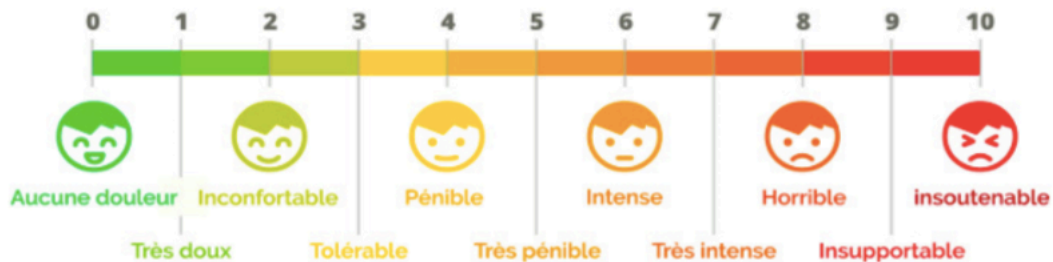 0 1 2 3 4 5 6 7 8 9 10
Aucune douleur Inconfortable Pénible Intense Horrible insoutenable
Très doux Tolérable Très pénible Très intense Insupportable